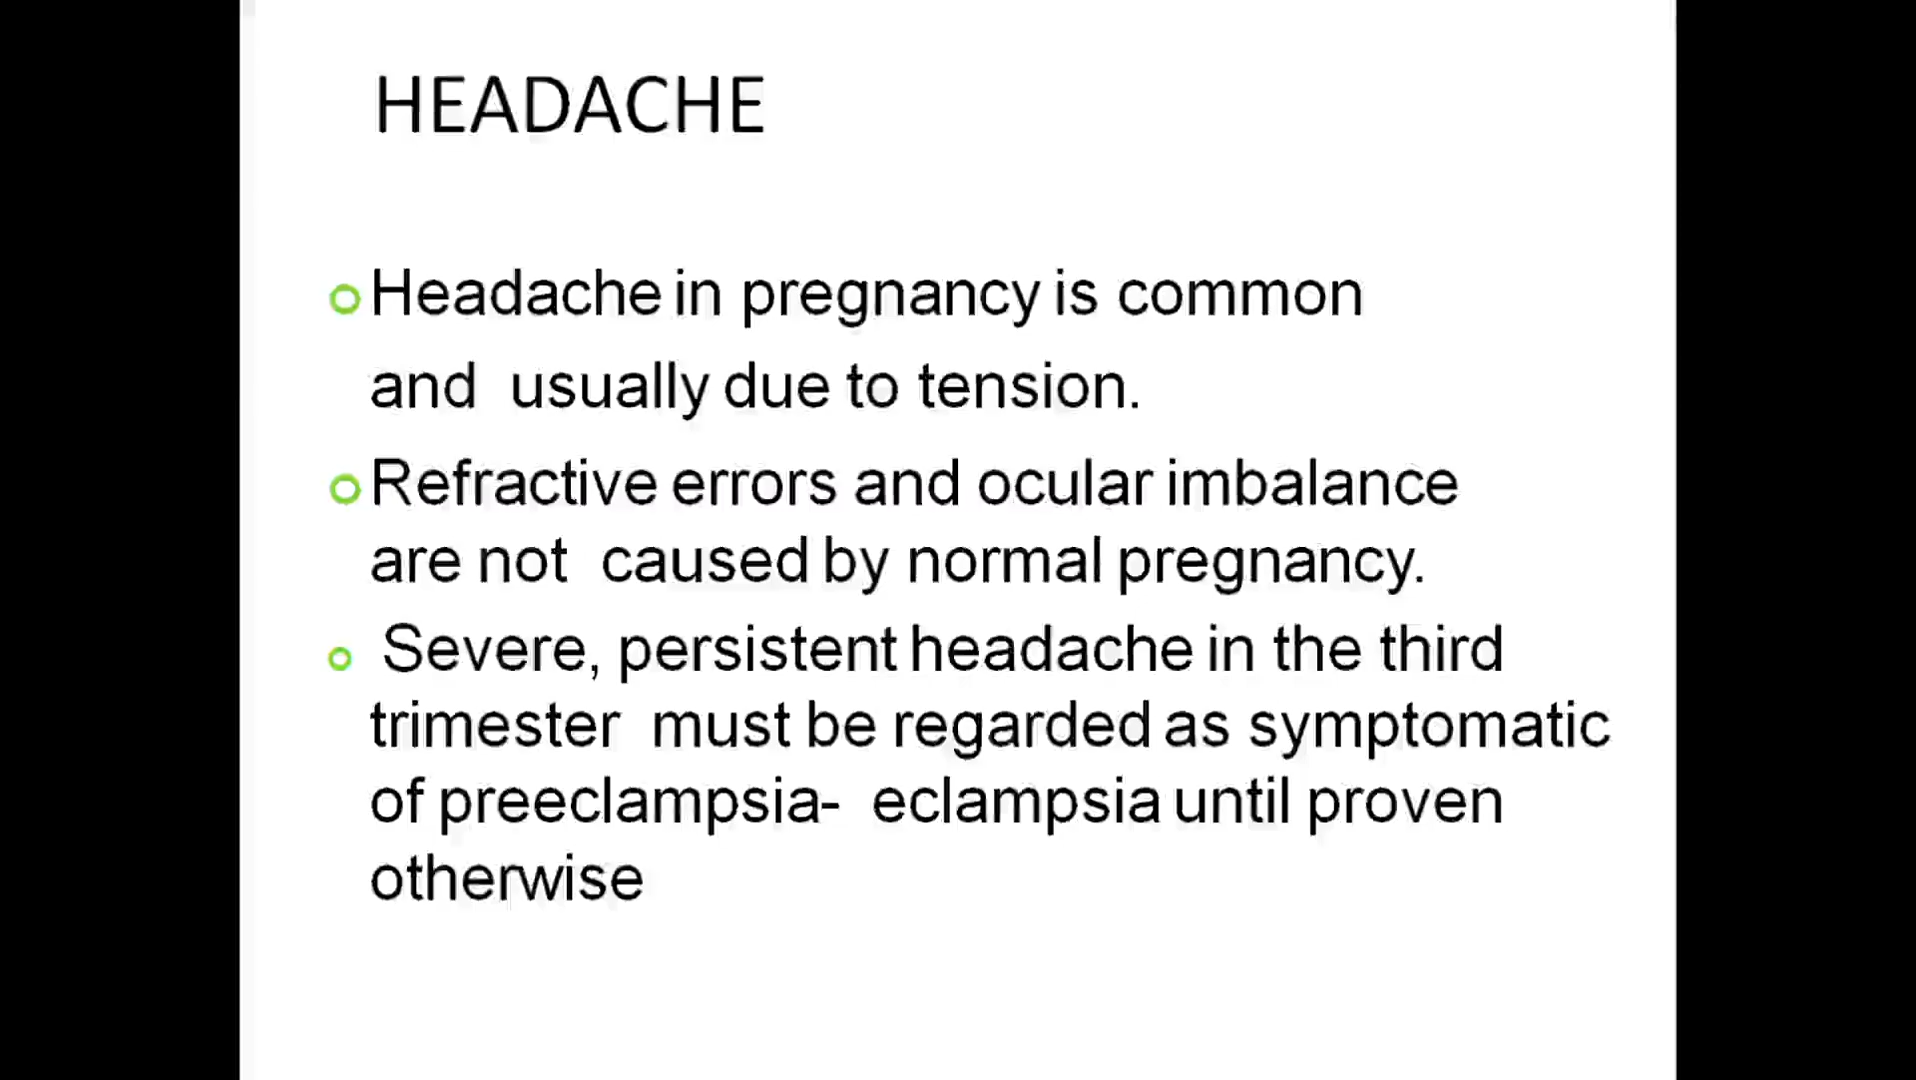 HEADACHE
Headache in pregnancy is common
and usually due to tension.
Refractive errors and ocular imbalance
are not caused by normal pregnancy.
Severe, persistent headache in the third
trimester must be regarded as symptomatic
of preeclampsia- eclampsia until proven
otherwise